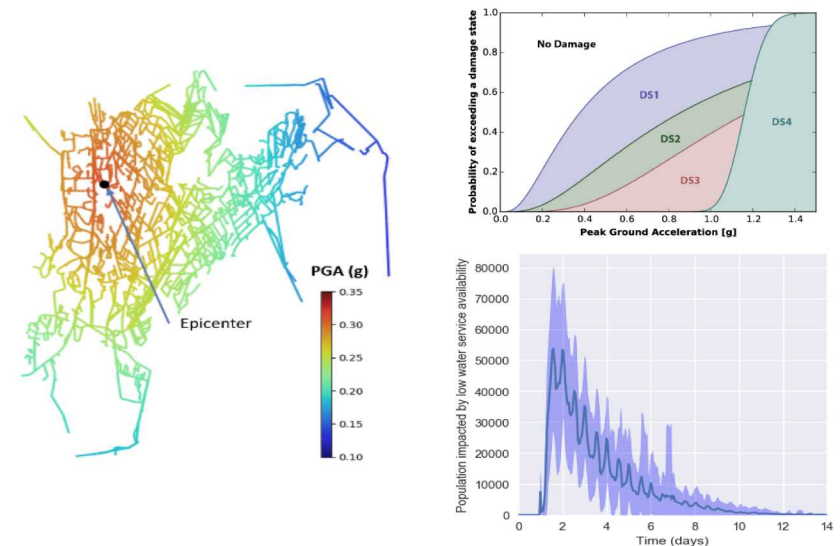 PGA (g)
0.35
0.30
0.25
0.20
0.15
0.10
Epicenter
Probability of exceeding a damage state
1.0
0.8
0.6
0.4
0.2
0.0
No Damage
DS1
DS2
DS3
DS4
0.0 0.2 0.4 0.6 0.8 1.0 1.2 1.4
Peak Ground Acceleration [g]
Population impacted by low water service availability
80000
70000
60000
50000
40000
30000
20000
10000
0
0 2 4 6 8 10 12 14
Time (days)